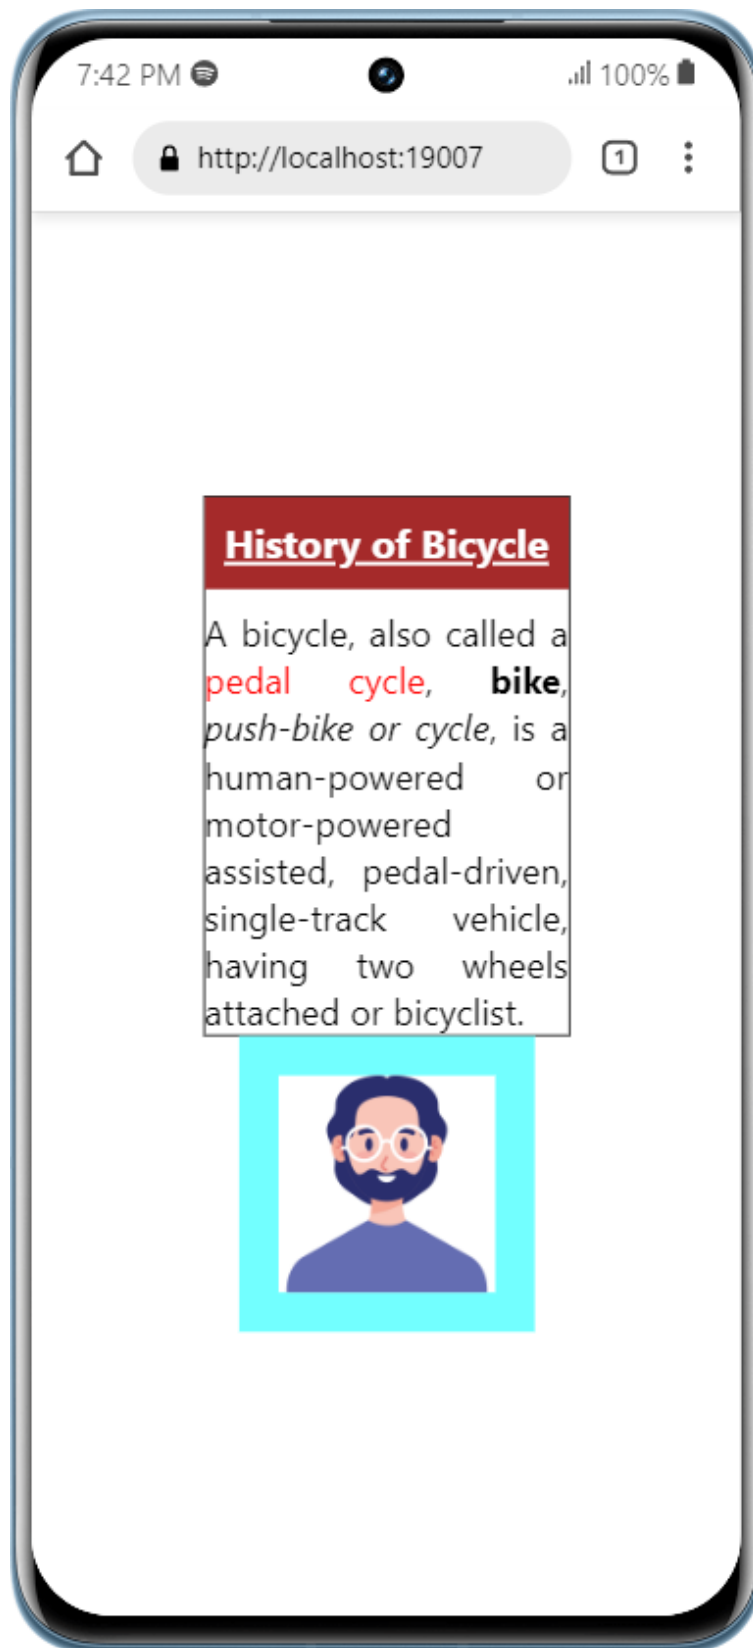 7:42 PM 100%
http://localhost:19007 1
History of Bicycle
A bicycle, also called a
pedal cycle, bike,
push-bike or cycle, is a
human-powered or
motor-powered
assisted, pedal-driven,
single-track vehicle,
having two wheels
attached or bicyclist.